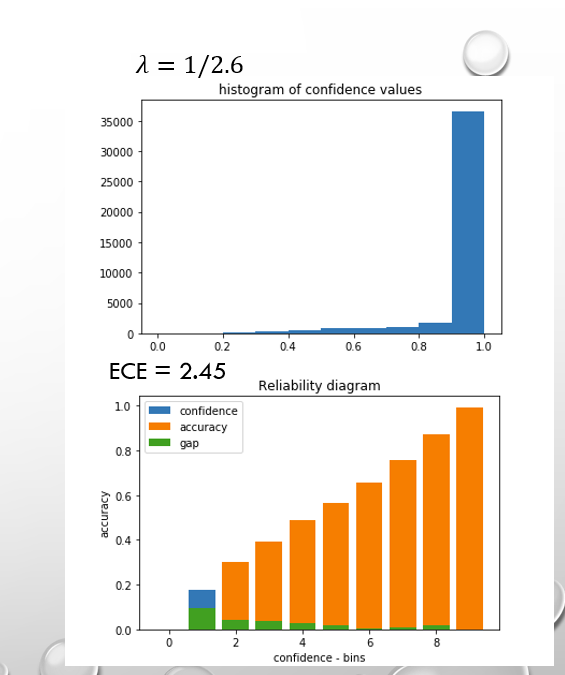 λ = 1/2.6
histogram of confidence values
35000
30000
25000
20000
15000
10000
5000
0
0.0 0.2 0.4 0.6 0.8 1.0
ECE = 2.45
Reliability diagram
1.0
0.8
0.6
0.4
0.2
0.0
accuracy
confidence
accuracy
gap
0 2 4 6 8
confidence - bins